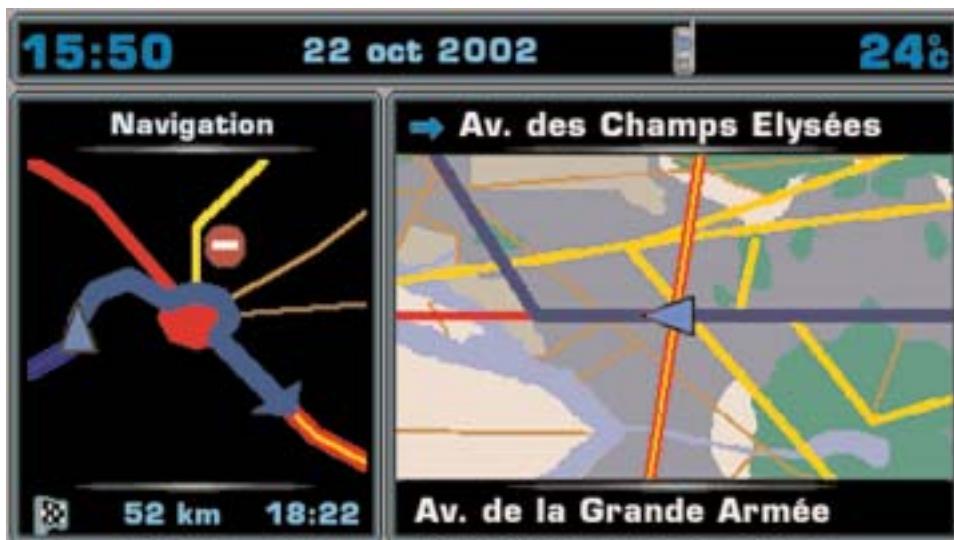 15:50 22 oct 2002 24°C
Navigation
52 km 18:22
Av. des Champs Elysées
Av. de la Grande Armée